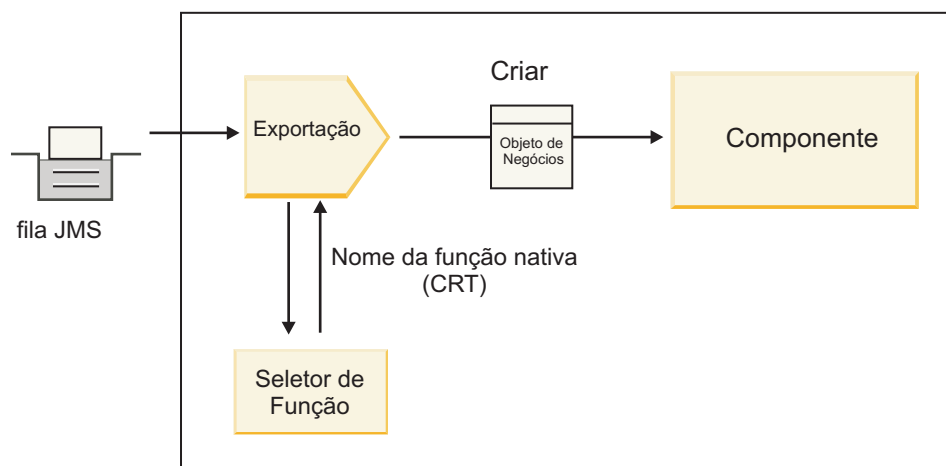 Criar
Exportação
Objeto de
Negócios
Componente
fila JMS
Nome da função nativa
(CRT)
Seletor de
Função